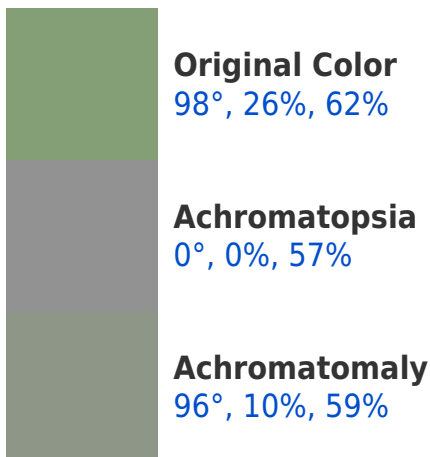 Original Color
98°, 26%, 62%
Achromatopsia
0°, 0%, 57%
Achromatomaly
96°, 10%, 59%